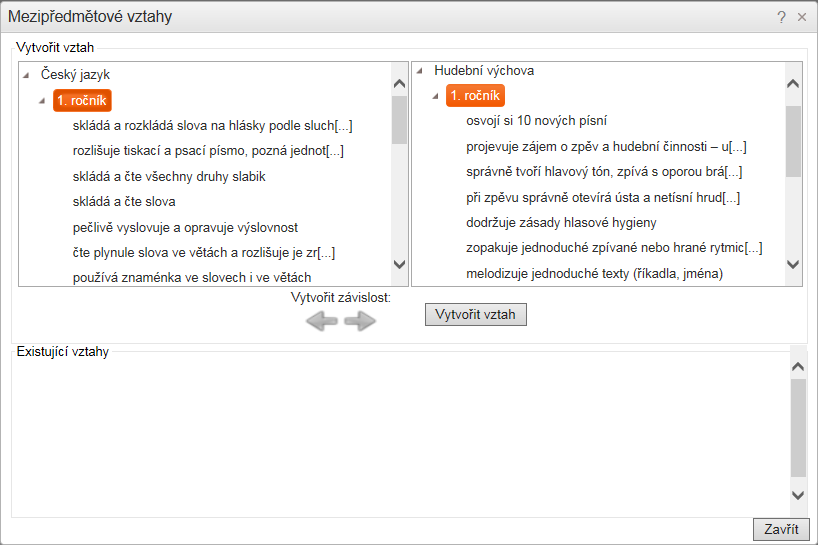 Mezipředmětové vztahy
Vytvořit vztah
Český jazyk
1. ročník
skládá a rozkládá slova na hlásky podle sluch[...]
rozlišuje tiskací a psací písmo, pozná jednot[...]
skládá a čte všechny druhy slabik
skládá a čte slova
pečlivě vyslovuje a opravuje výslovnost
čte plynule slova ve větách a rozlišuje je zr[...]
používá znaménka ve slovech i ve větách
Hudební výchova
1. ročník
osvojí si 10 nových písní
projevuje zájem o zpěv a hudební činnosti – u[...]
správně tvoří hlavový tón, zpívá s oporou brá[...]
při zpěvu správně otevírá ústa a netísní hrud[...]
dodržuje zásady hlasové hygieny
zopakuje jednoduché zpívané nebo hrané rytmic[...]
melodizuje jednoduché texty (říkadla, jména)
Vytvořit závislost:
Vytvořit vztah
Existující vztahy
Zavřít